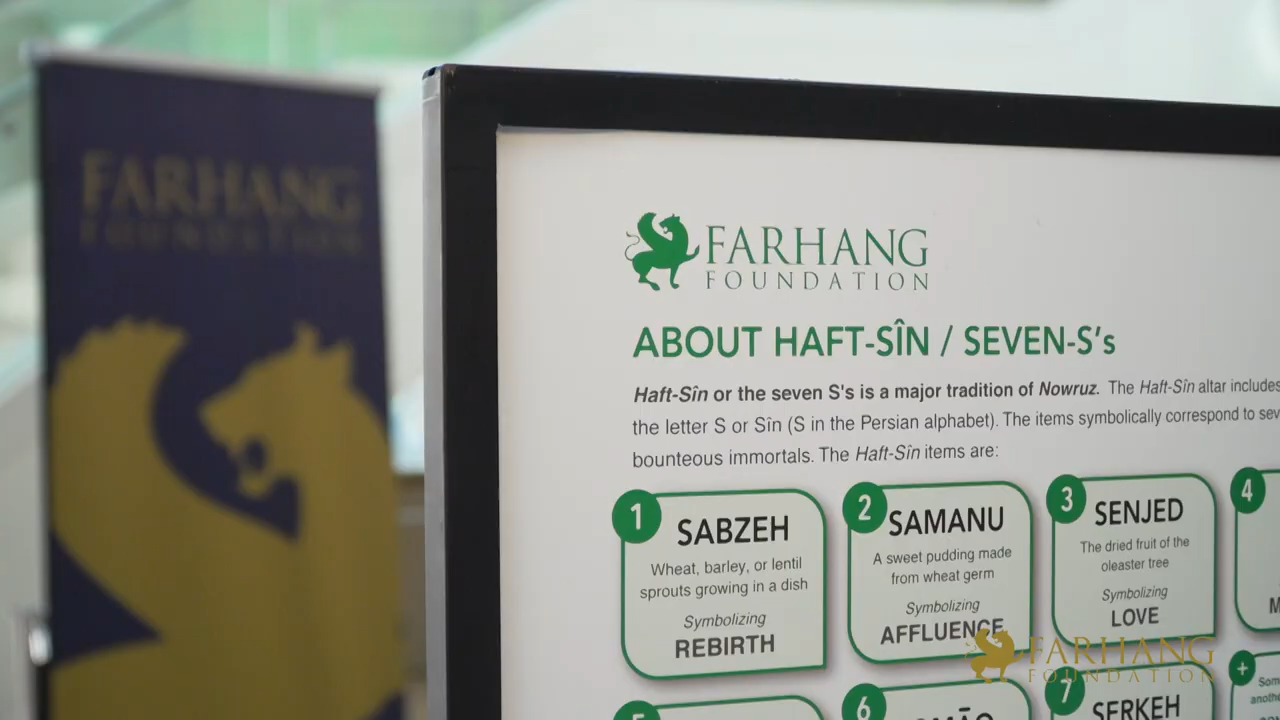 FARHANG
FOUNDATION
FARHANG
FOUNDATION
ABOUT HAFT-SÎN / SEVEN-S's
Haft-Sîn or the seven S's is a major tradition of Nowruz. The Haft-Sîn altar includes
the letter S or Sîn (S in the Persian alphabet). The items symbolically correspond to
bounteous immortals. The Haft-Sîn items are:
1
SABZEH
Wheat, barley, or lentil
sprouts growing in a dish
Symbolizing
REBIRTH
2
SAMANU
A sweet pudding made
from wheat germ
Symbolizing
AFFLUENCE
3
SENJED
The dried fruit of the
oleaster tree
Symbolizing
LOVE
4
6
7
SERKEH
+
FARHANG
FOUNDATION